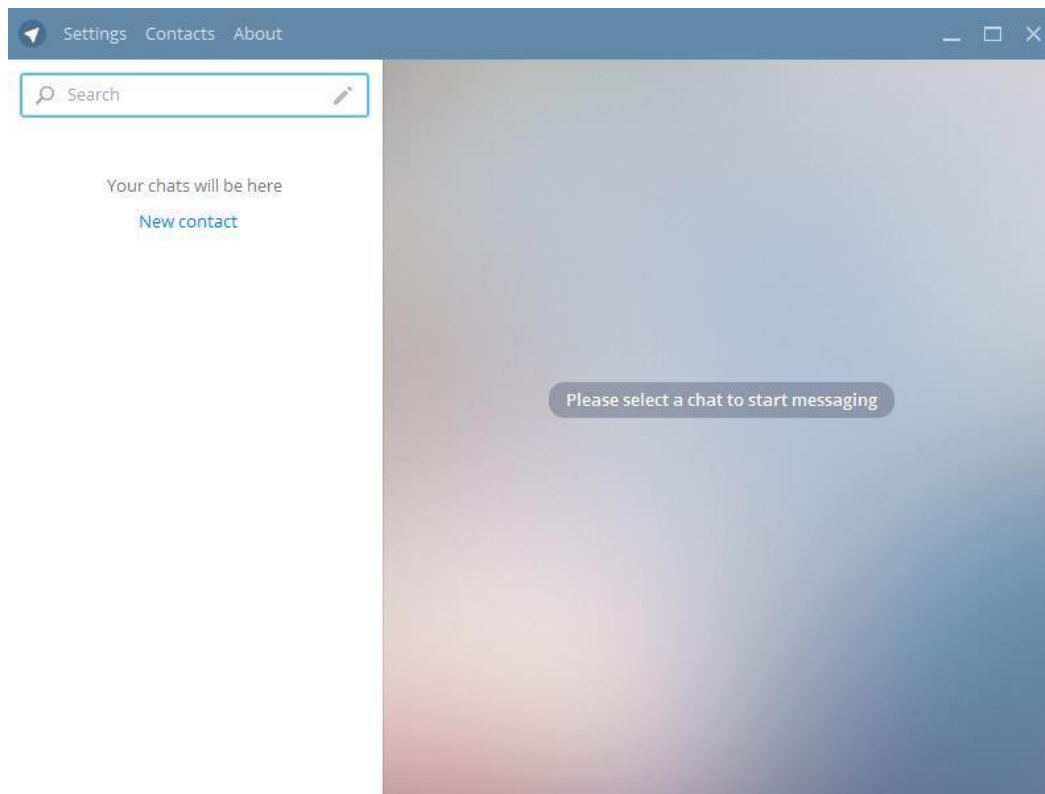 Settings Contacts About
Search
Your chats will be here
New contact
Please select a chat to start messaging